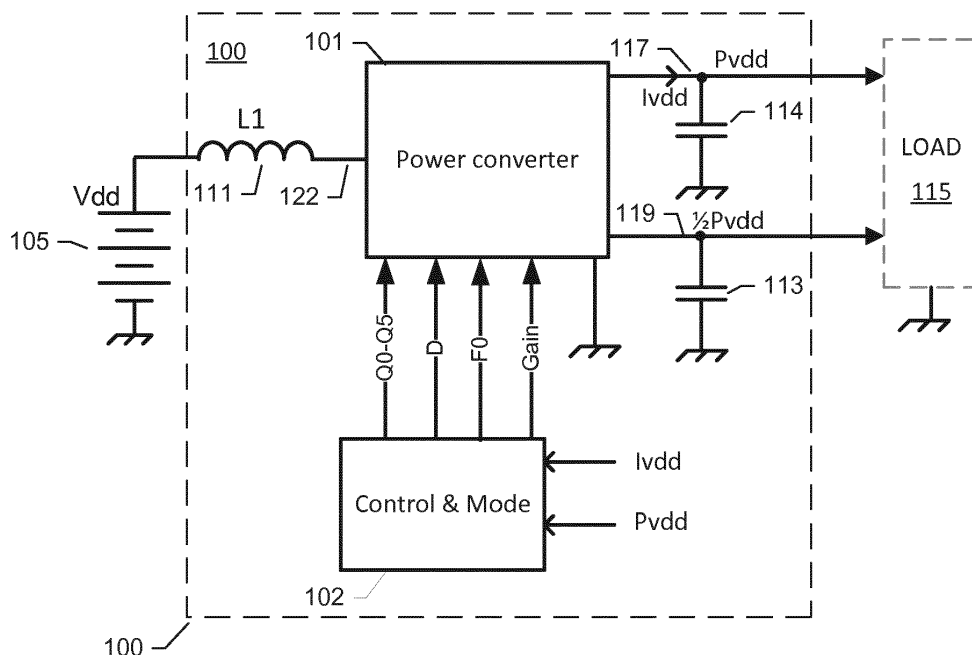 100
101
117
Pvdd
Ivdd
114
L1
Power converter
LOAD
115
111
122
Vdd
105
119
½Pvdd
113
Q0-Q5
D
F0
Gain
Control & Mode
Ivdd
Pvdd
102
100